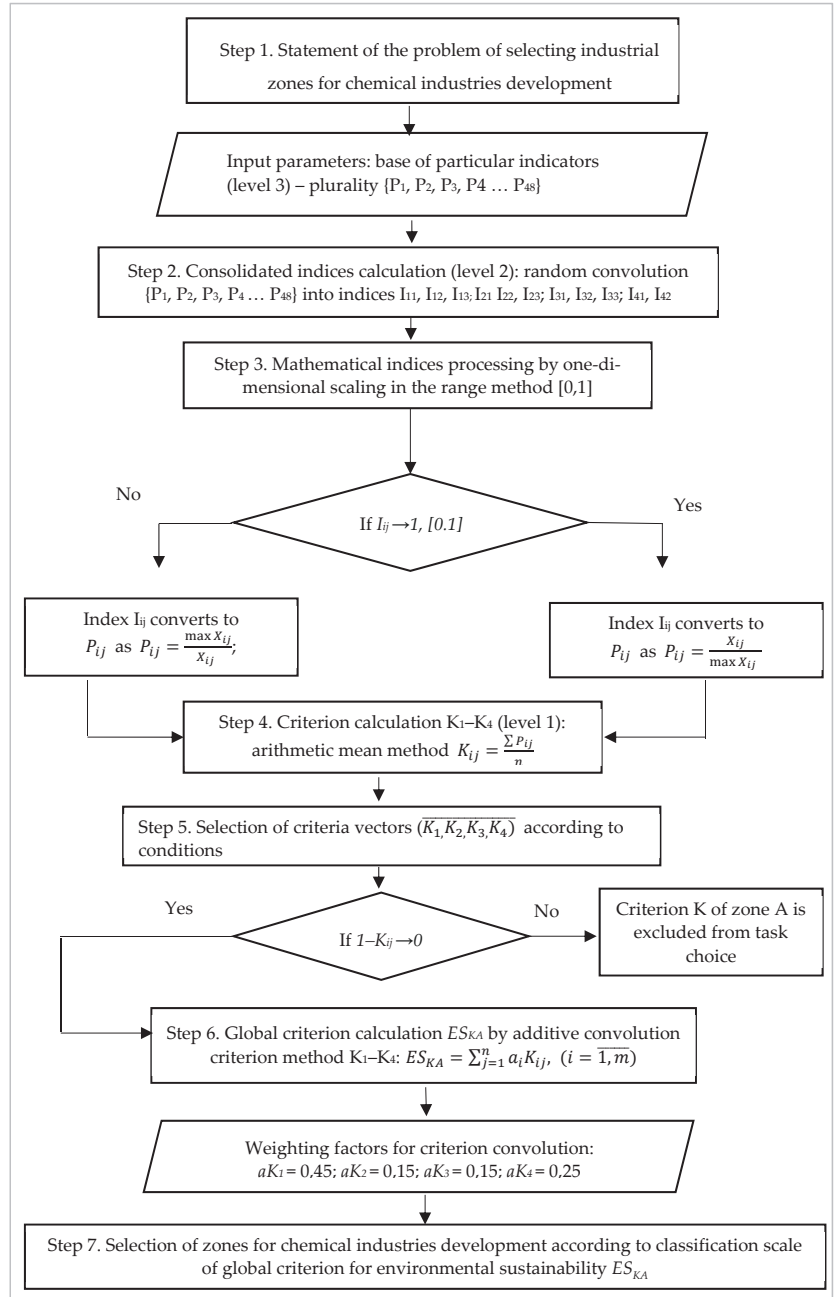 Step 1. Statement of the problem of selecting industrial
zones for chemical industries development
Input parameters: base of particular indicators
(level 3) – plurality {P₁, P₂, P₃, P4 … P₄₈}
Step 2. Consolidated indices calculation (level 2): random convolution
{P₁, P₂, P₃, P₄ … P₄₈} into indices I₁₁, I₁₂, I₁₃; I₂₁ I₂₂, I₂₃; I₃₁, I₃₂, I₃₃; I₄₁, I₄₂
Step 3. Mathematical indices processing by one-di-
mensional scaling in the range method [0,1]
No
Yes
If Iᵢⱼ→1, [0.1]
Index Iᵢⱼ converts to
Pᵢⱼ as Pᵢⱼ = max Xᵢⱼ / Xᵢⱼ;
Index Iᵢⱼ converts to
Pᵢⱼ as Pᵢⱼ = Xᵢⱼ / max Xᵢⱼ
Step 4. Criterion calculation K₁–K₄ (level 1):
arithmetic mean method Kᵢⱼ = ∑ Pᵢⱼ / n
Step 5. Selection of criteria vectors (K₁,K₂,K₃,K₄) according to
conditions
Yes
No
If 1–Kᵢⱼ→0
Criterion K of zone A is
excluded from task
choice
Step 6. Global criterion calculation ES_KA by additive convolution
criterion method K₁–K₄: ES_KA = ∑ⁿⱼ₌₁ aᵢKᵢⱼ, (i = 1, m)
Weighting factors for criterion convolution:
aK₁ = 0,45; aK₂ = 0,15; aK₃ = 0,15; aK₄ = 0,25
Step 7. Selection of zones for chemical industries development according to classification scale
of global criterion for environmental sustainability ES_KA